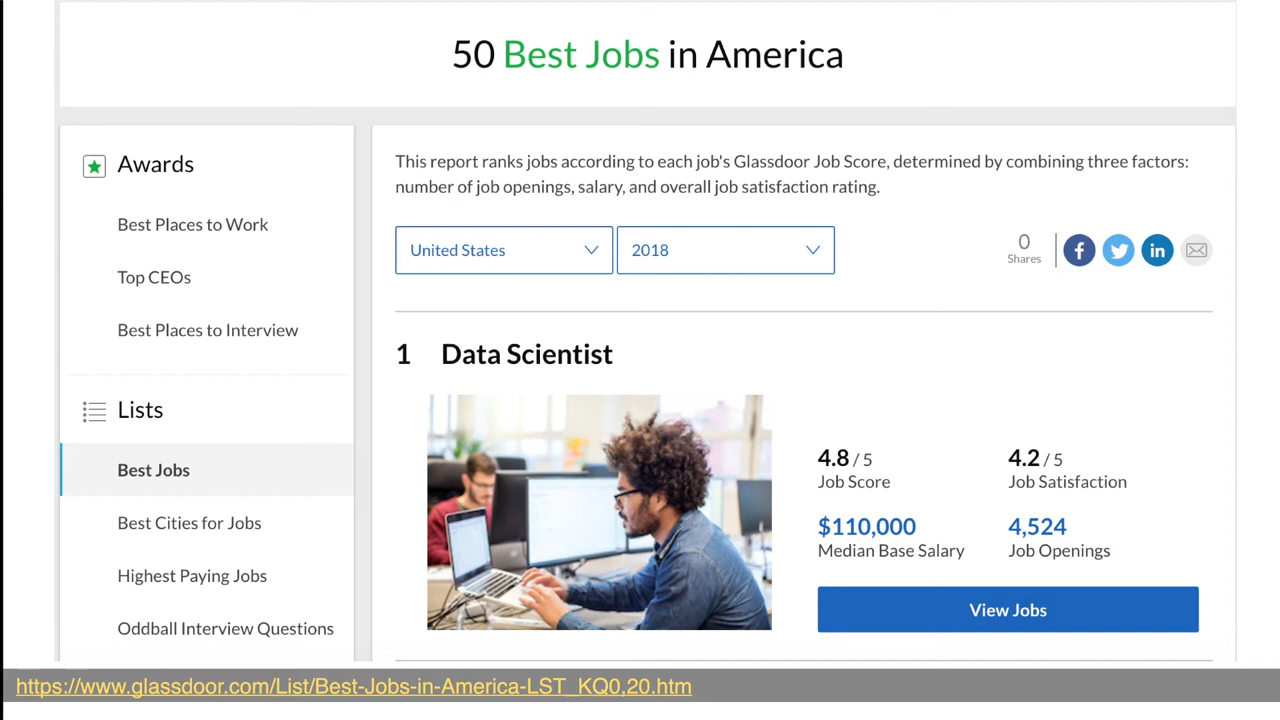 50 Best Jobs in America
Awards
Best Places to Work
Top CEOs
Best Places to Interview
Lists
Best Jobs
Best Cities for Jobs
Highest Paying Jobs
Oddball Interview Questions
This report ranks jobs according to each job's Glassdoor Job Score, determined by combining three factors:
number of job openings, salary, and overall job satisfaction rating.
United States
2018
0
Shares
1 Data Scientist
4.8 / 5
Job Score
4.2 / 5
Job Satisfaction
$110,000
Median Base Salary
4,524
Job Openings
View Jobs
https://www.glassdoor.com/List/Best-Jobs-in-America-LST_KQ0,20.htm